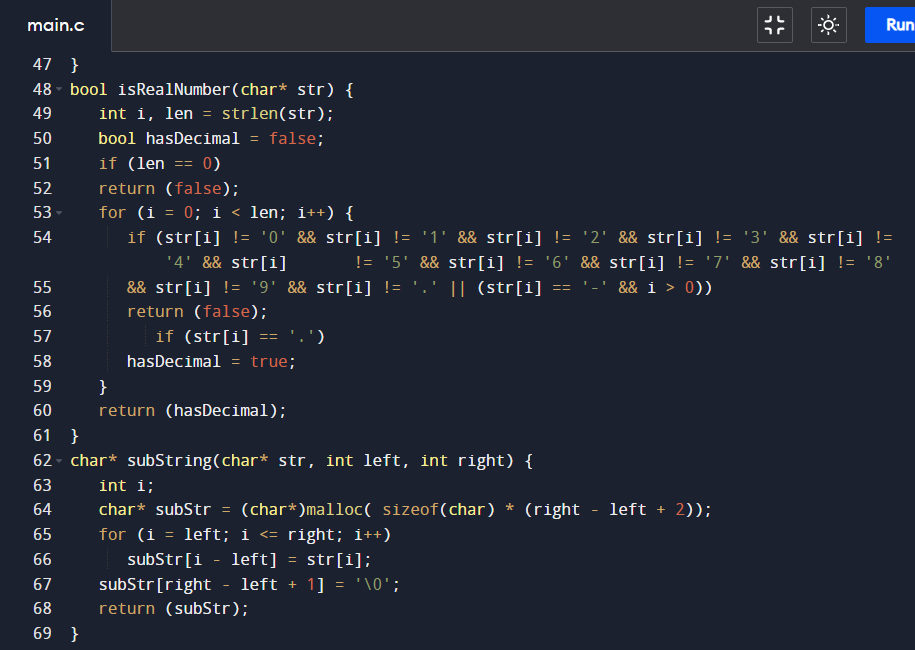 main.c
Run
47 }
48 bool isRealNumber(char* str) {
49 int i, len = strlen(str);
50 bool hasDecimal = false;
51 if (len == 0)
52 return (false);
53 for (i = 0; i < len; i++) {
54 if (str[i] != '0' && str[i] != '1' && str[i] != '2' && str[i] != '3' && str[i] !=
'4' && str[i]       != '5' && str[i] != '6' && str[i] != '7' && str[i] != '8'
55 && str[i] != '9' && str[i] != '.' || (str[i] == '-' && i > 0))
56 return (false);
57 if (str[i] == '.')
58 hasDecimal = true;
59 }
60 return (hasDecimal);
61 }
62 char* subString(char* str, int left, int right) {
63 int i;
64 char* subStr = (char*)malloc( sizeof(char) * (right - left + 2));
65 for (i = left; i <= right; i++)
66 subStr[i - left] = str[i];
67 subStr[right - left + 1] = '\0';
68 return (subStr);
69 }